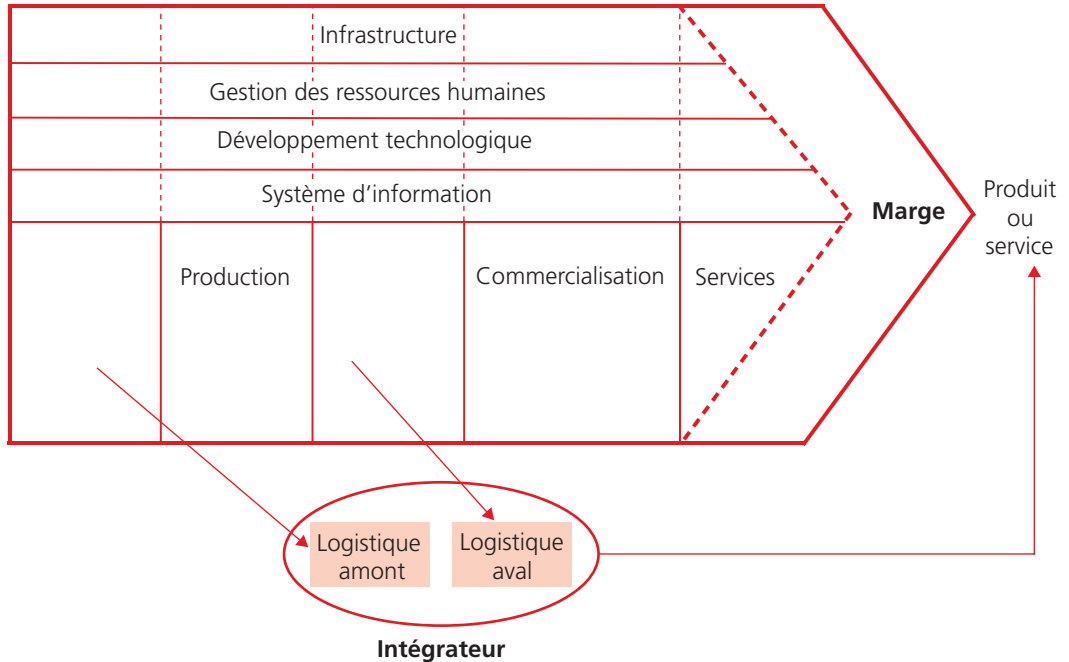 Infrastructure
Gestion des ressources humaines
Développement technologique
Système d'information
Marge
Produit
ou
service
Production
Commercialisation
Services
Logistique
amont
Logistique
aval
Intégrateur